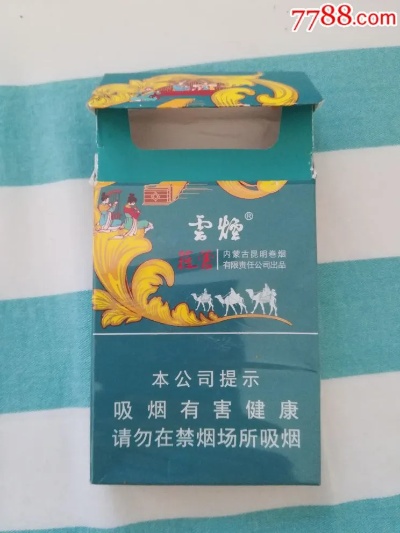 7788.com
雲煙®
内蒙古昆明卷烟
有限责任公司出品
本公司提示
吸烟有害健康
请勿在禁烟场所吸烟